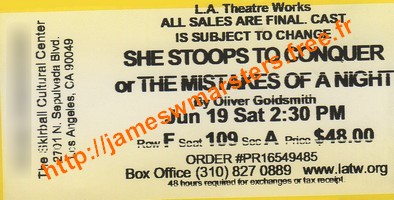 L.A. Theatre Works
ALL SALES ARE FINAL. CAST
IS SUBJECT TO CHANGE
SHE STOOPS TO CONQUER
or THE MISTAKES OF A NIGHT
By Oliver Goldsmith
Jun 19 Sat 2:30 PM
Row F Seat 109 Sec A Price $48.00
ORDER #PR16549485
Box Office (310) 827 0889 www.latw.org
48 hours required for exchanges or tax receipt.
The Skirball Cultural Center
2701 N. Sepulveda Blvd.
Los Angeles, CA 90049
http://jameswmarsters.free.fr